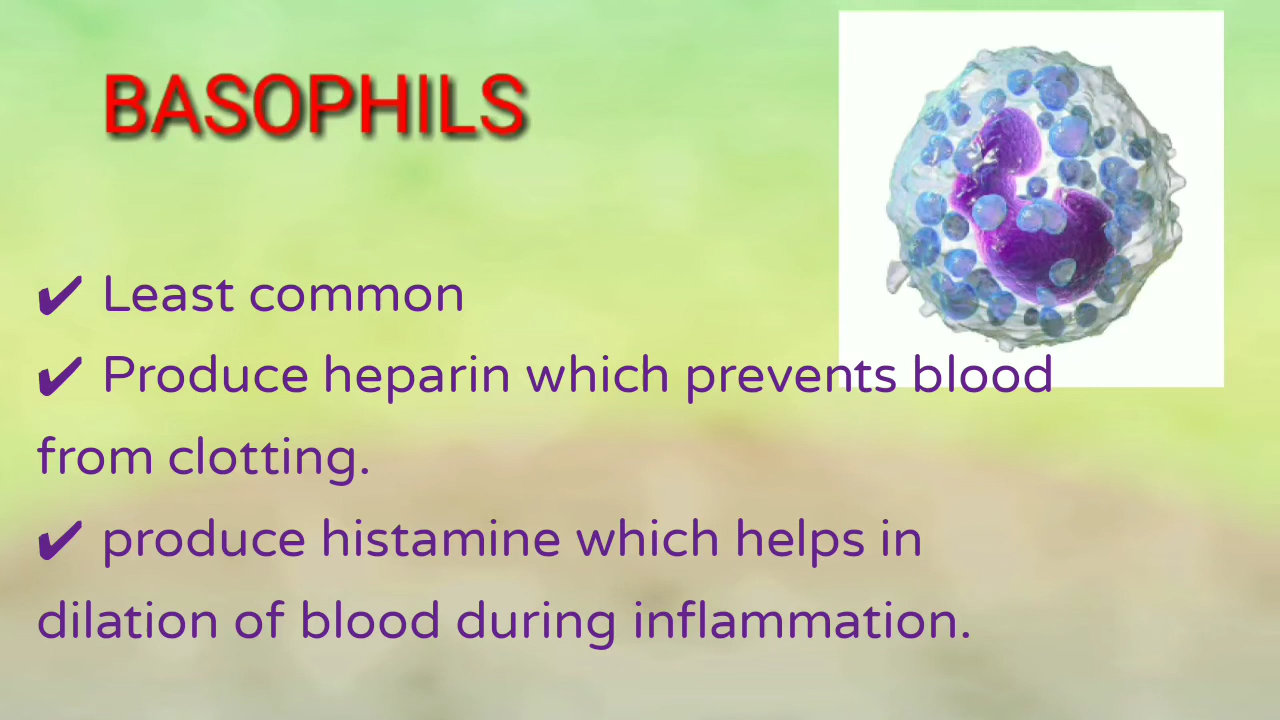 BASOPHILS
✔ Least common
✔ Produce heparin which prevents blood
from clotting.
✔ produce histamine which helps in
dilation of blood during inflammation.